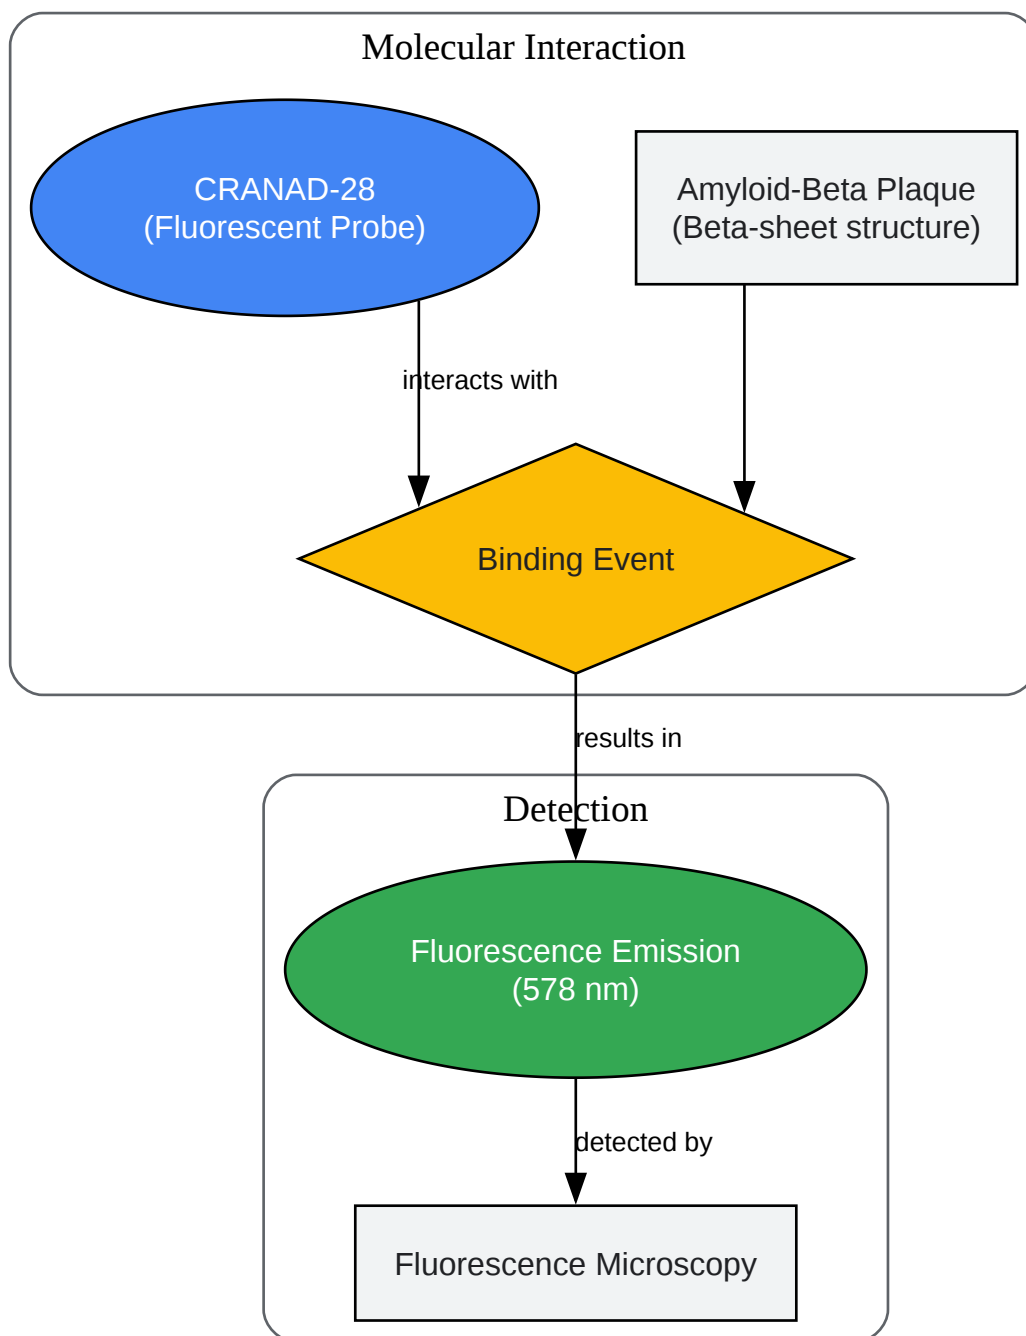 Molecular Interaction
CRANAD-28
(Fluorescent Probe)
Amyloid-Beta Plaque
(Beta-sheet structure)
interacts with
Binding Event
results in
Detection
Fluorescence Emission
(578 nm)
detected by
Fluorescence Microscopy